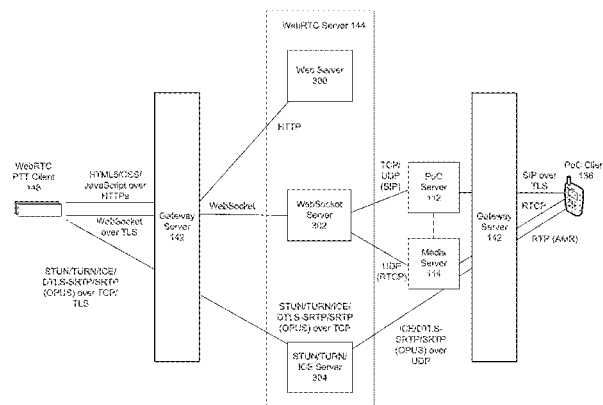 WebRTC Server 144
Web Server
300
HTTP
WebRTC
PTT Client
148
HTML5/CSS/
JavaScript over
HTTPs
WebSocket
over TLS
STUN/TURN/ICE/
DTLS-SRTP/SRTP
(OPUS) over TCP/
TLS
Gateway
Server
142
WebSocket
WebSocket
Server
302
STUN/TURN/ICE/
DTLS-SRTP/SRTP
(OPUS) over TCP
STUN/TURN/
ICE Server
304
TCP/
UDP
(SIP)
PoC
Server
112
UDP
(RTCP)
Media
Server
114
ICE/DTLS-
SRTP/SRTP
(OPUS) over
UDP
Gateway
Server
142
SIP over
TLS
RTCP
RTP (AMR)
PoC Clier
136